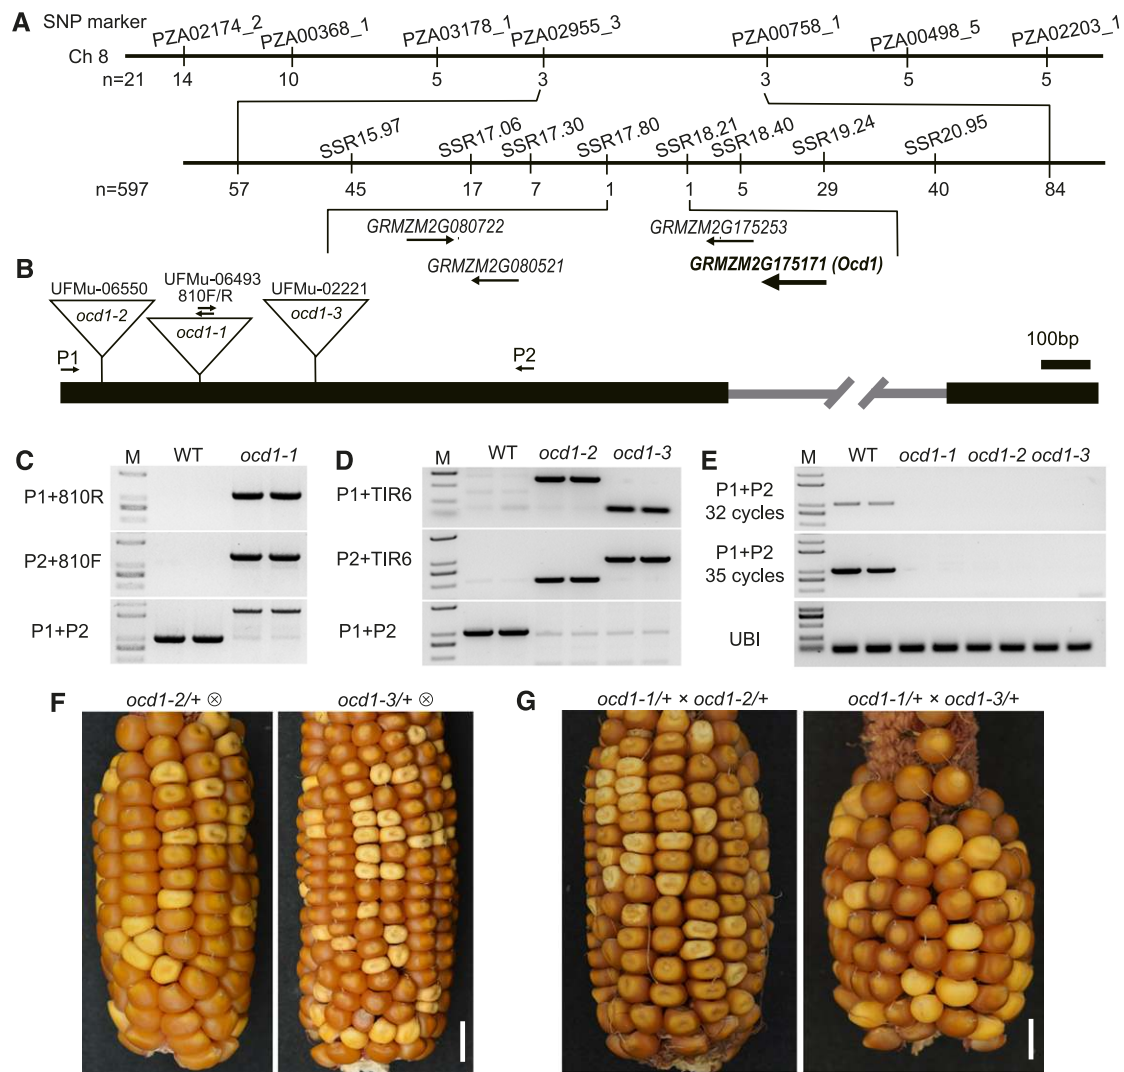 A
SNP marker
PZA02174_2 PZA00368_1 PZA03178_1 PZA02955_3 PZA00758_1 PZA00498_5 PZA02203_1
Ch 8
n=21 14 10 5 3 3 5 5
SSR15.97 SSR17.06 SSR17.30 SSR17.80 SSR18.21 SSR18.40 SSR19.24 SSR20.95
n=597 57 45 17 7 1 1 5 29 40 84
GRMZM2G080722 GRMZM2G175253
GRMZM2G080521 GRMZM2G175171 (Ocd1)
B
UFMu-06550 UFMu-06493 UFMu-02221
810F/R
ocd1-2 ocd1-1 ocd1-3
P1 P2 100bp
C
M WT ocd1-1
P1+810R
P2+810F
P1+P2
D
M WT ocd1-2 ocd1-3
P1+TIR6
P2+TIR6
P1+P2
E
M WT ocd1-1 ocd1-2 ocd1-3
P1+P2
32 cycles
P1+P2
35 cycles
UBI
F
ocd1-2/+ ⊗ ocd1-3/+ ⊗
G
ocd1-1/+ × ocd1-2/+ ocd1-1/+ × ocd1-3/+